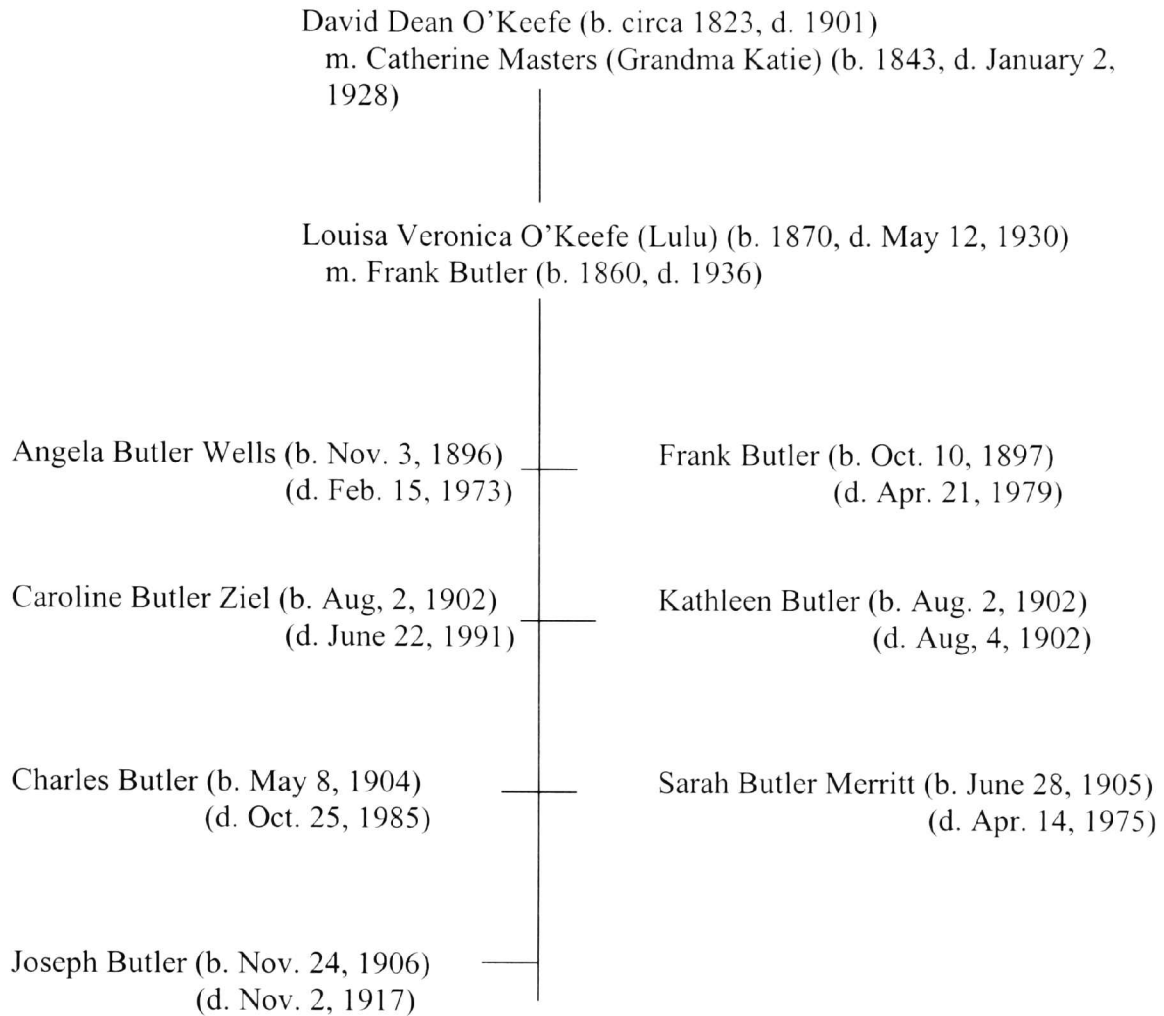 David Dean O’Keefe (b. circa 1823, d. 1901)
m. Catherine Masters (Grandma Katie) (b. 1843, d. January 2,
1928)
Louisa Veronica O’Keefe (Lulu) (b. 1870, d. May 12, 1930)
m. Frank Butler (b. 1860, d. 1936)
Angela Butler Wells (b. Nov. 3, 1896)
(d. Feb. 15, 1973)
Frank Butler (b. Oct. 10, 1897)
(d. Apr. 21, 1979)
Caroline Butler Ziel (b. Aug, 2, 1902)
(d. June 22, 1991)
Kathleen Butler (b. Aug. 2, 1902)
(d. Aug, 4, 1902)
Charles Butler (b. May 8, 1904)
(d. Oct. 25, 1985)
Sarah Butler Merritt (b. June 28, 1905)
(d. Apr. 14, 1975)
Joseph Butler (b. Nov. 24, 1906)
(d. Nov. 2, 1917)